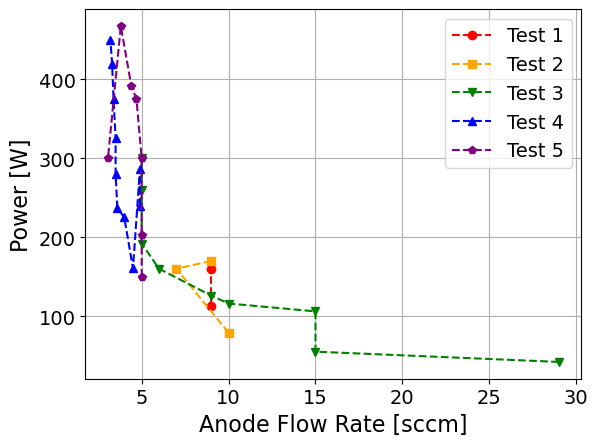 Test 1
Test 2
Test 3
Test 4
Test 5
400
300
200
100
Power [W]
5 10 15 20 25 30
Anode Flow Rate [sccm]